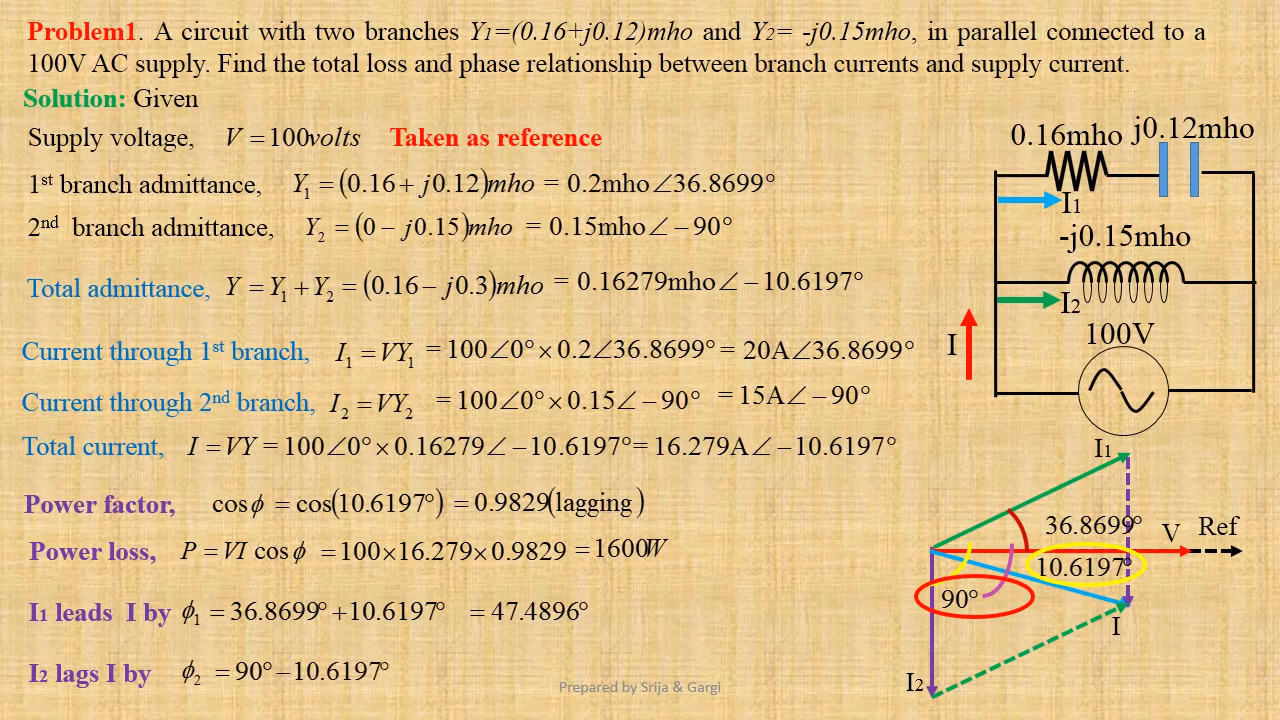 Problem1. A circuit with two branches Y1=(0.16+j0.12)mho and Y2= -j0.15mho, in parallel connected to a
100V AC supply. Find the total loss and phase relationship between branch currents and supply current.
Solution: Given
Supply voltage, V = 100volts Taken as reference
1st branch admittance, Y₁ = (0.16 + j0.12)mho = 0.2mho∠36.8699°
2nd branch admittance, Y₂ = (0 − j0.15)mho = 0.15mho∠−90°
Total admittance, Y = Y₁ + Y₂ = (0.16 − j0.3)mho = 0.16279mho∠−10.6197°
Current through 1st branch, I₁ = VY₁ = 100∠0°×0.2∠36.8699° = 20A∠36.8699°
Current through 2nd branch, I₂ = VY₂ = 100∠0°×0.15∠−90° = 15A∠−90°
Total current, I = VY = 100∠0°×0.16279∠−10.6197° = 16.279A∠−10.6197°
Power factor, cosϕ = cos(10.6197°) = 0.9829(lagging)
Power loss, P = VI cosϕ = 100×16.279×0.9829 = 1600W
I1 leads I by ϕ₁ = 36.8699° + 10.6197° = 47.4896°
I2 lags I by ϕ₂ = 90° − 10.6197°
0.16mho j0.12mho
I1
-j0.15mho
I2
100V
I
I1
36.8699° V Ref
10.6197°
90°
I
I2
Prepared by Srija & Gargi